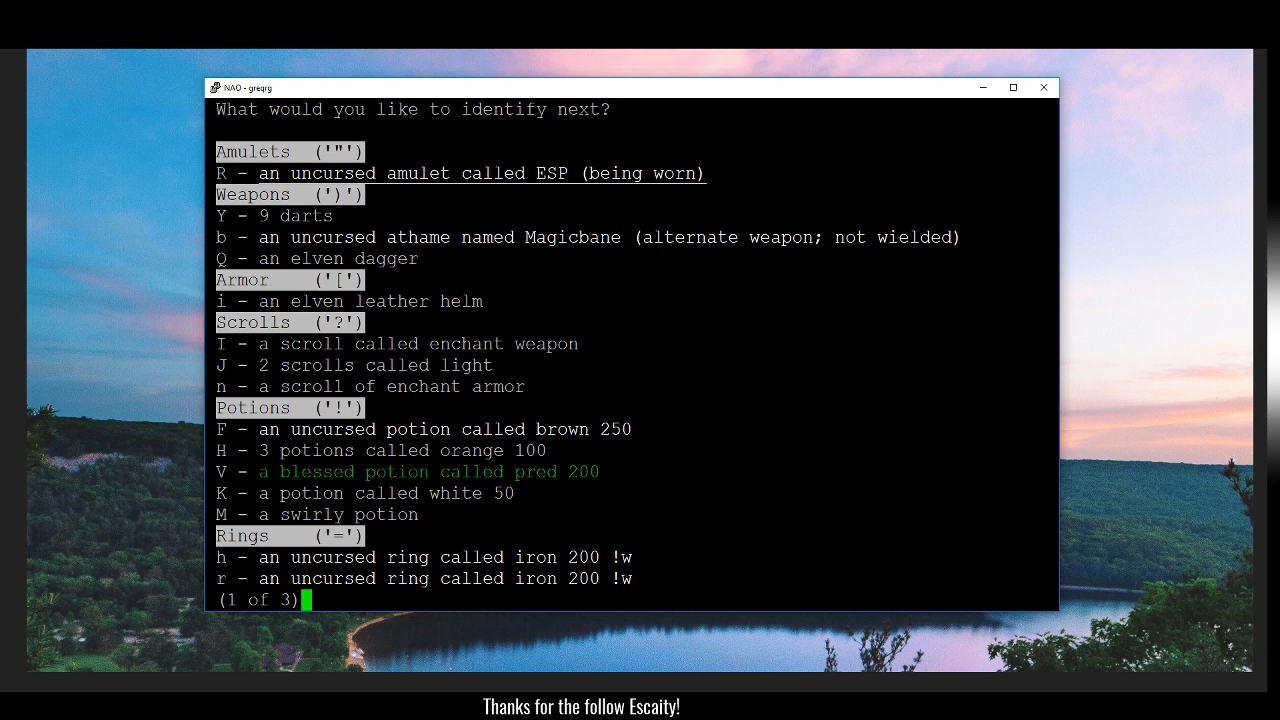 NAO - greqrg
What would you like to identify next?
Amulets ('"')
R - an uncursed amulet called ESP (being worn)
Weapons (')')
Y - 9 darts
b - an uncursed athame named Magicbane (alternate weapon; not wielded)
Q - an elven dagger
Armor ('[')
i - an elven leather helm
Scrolls ('?')
I - a scroll called enchant weapon
J - 2 scrolls called light
n - a scroll of enchant armor
Potions ('!')
F - an uncursed potion called brown 250
H - 3 potions called orange 100
V - a blessed potion called pred 200
K - a potion called white 50
M - a swirly potion
Rings ('=')
h - an uncursed ring called iron 200 !w
r - an uncursed ring called iron 200 !w
(1 of 3)
Thanks for the follow Escaity!